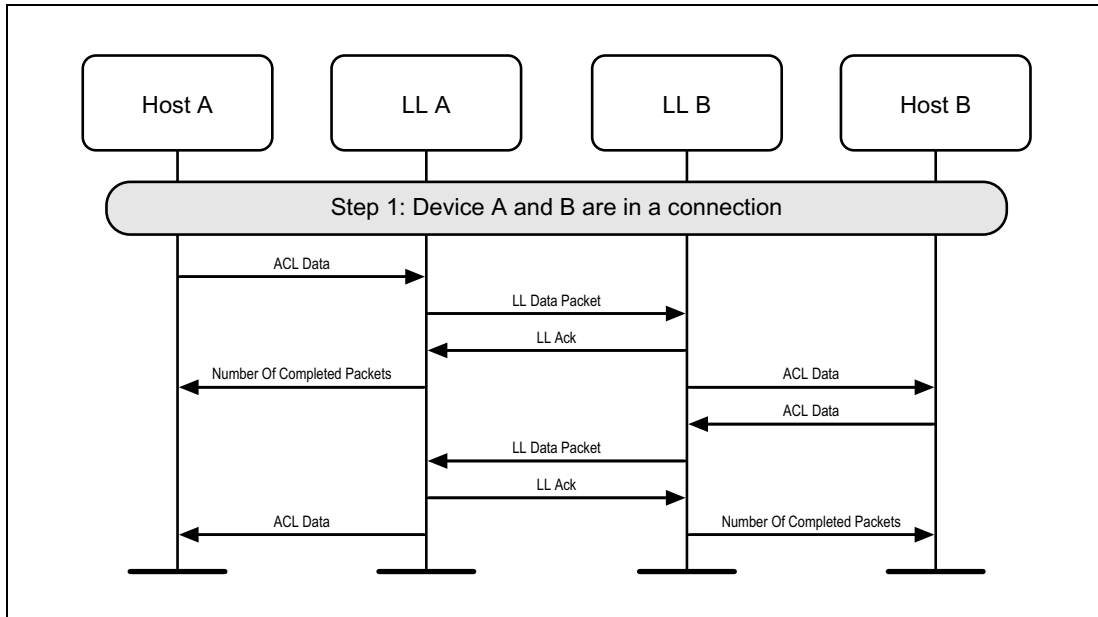 Host A
LL A
LL B
Host B
Step 1: Device A and B are in a connection
ACL Data
LL Data Packet
LL Ack
Number Of Completed Packets
ACL Data
ACL Data
LL Data Packet
LL Ack
ACL Data
Number Of Completed Packets